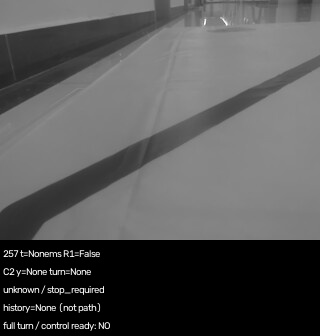 257 t=Nonems R1=False
C2 y=None turn=None
unknown / stop_required
history=None (not path)
full turn / control ready: NO